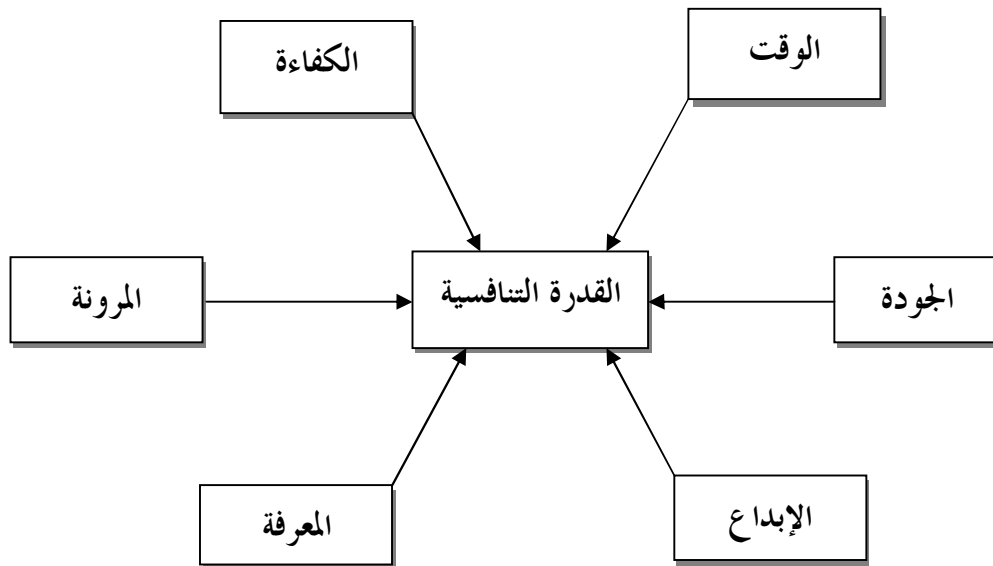 الوقت
الكفاءة
الجودة
القدرة التنافسية
المرونة
الإبداع
المعرفة